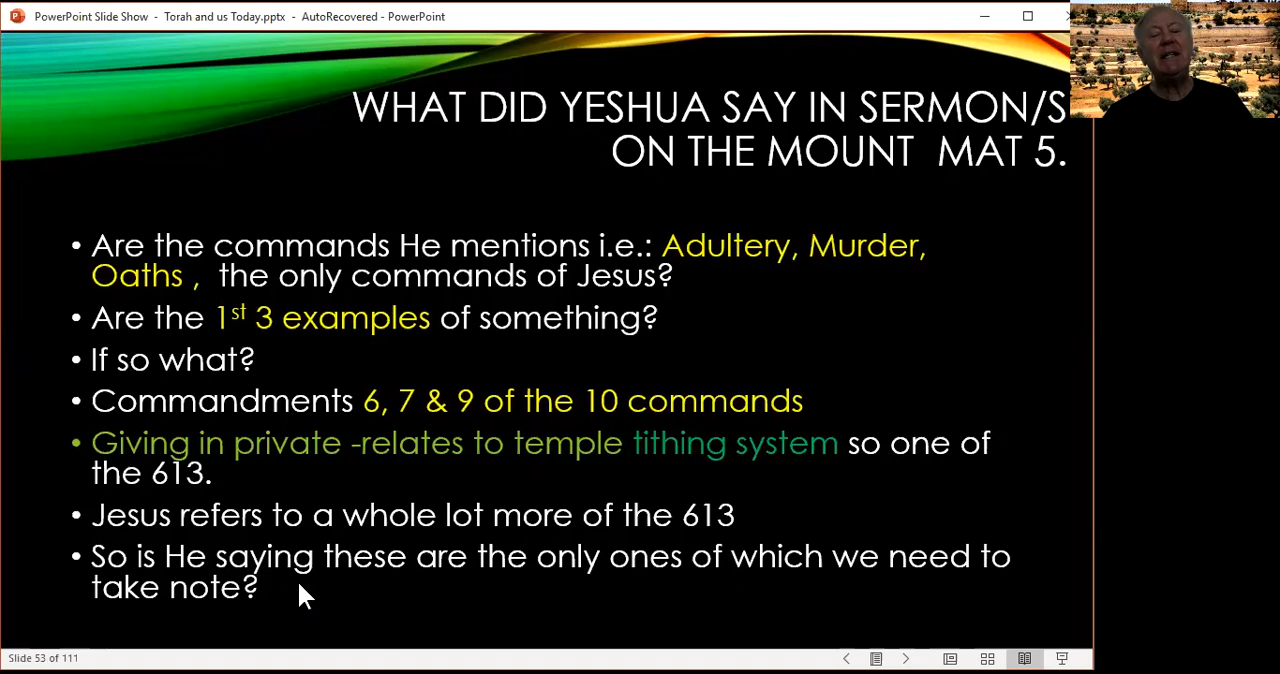 PowerPoint Slide Show - Torah and us Today.pptx - AutoRecovered - PowerPoint
WHAT DID YESHUA SAY IN SERMON/S
ON THE MOUNT MAT 5.
• Are the commands He mentions i.e.: Adultery, Murder,
Oaths , the only commands of Jesus?
• Are the 1st 3 examples of something?
• If so what?
• Commandments 6, 7 & 9 of the 10 commands
• Giving in private -relates to temple tithing system so one of
the 613.
• Jesus refers to a whole lot more of the 613
• So is He saying these are the only ones of which we need to
take note?
Slide 53 of 111